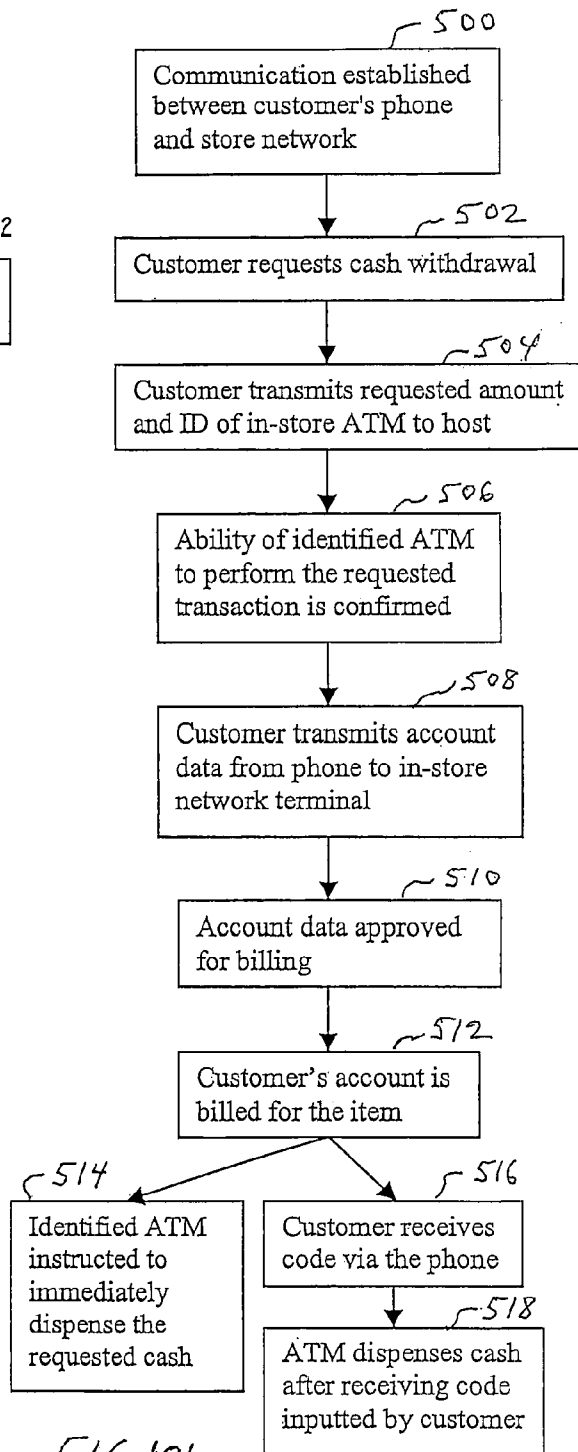 500
Communication established
between customer's phone
and store network
2
502
Customer requests cash withdrawal
504
Customer transmits requested amount
and ID of in-store ATM to host
506
Ability of identified ATM
to perform the requested
transaction is confirmed
508
Customer transmits account
data from phone to in-store
network terminal
510
Account data approved
for billing
512
Customer's account is
billed for the item
514
Identified ATM
instructed to
immediately
dispense the
requested cash
516
Customer receives
code via the phone
518
ATM dispenses cash
after receiving code
inputted by customer